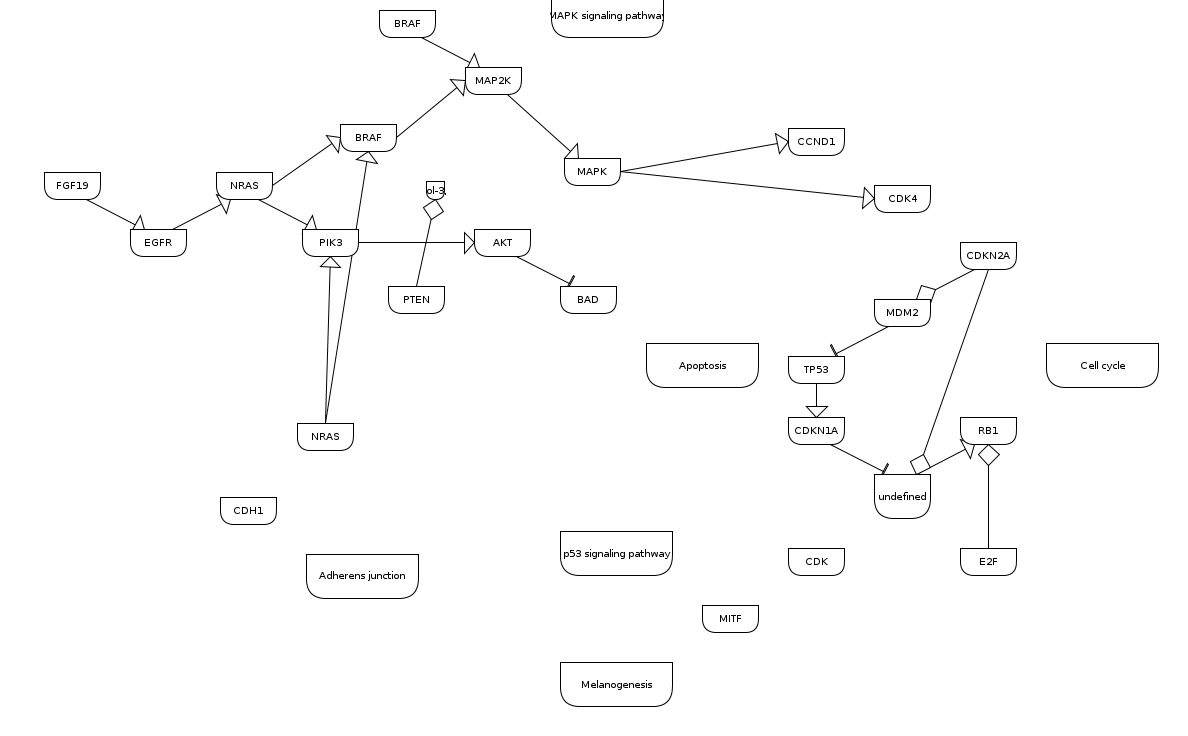 MAPK signaling pathway
BRAF
MAP2K
BRAF
CCND1
MAPK
FGF19
NRAS
ol-3,
CDK4
EGFR
PIK3
AKT
CDKN2A
PTEN
BAD
MDM2
Apoptosis
TP53
Cell cycle
NRAS
CDKN1A
RB1
undefined
CDH1
p53 signaling pathway
CDK
E2F
Adherens junction
MITF
Melanogenesis